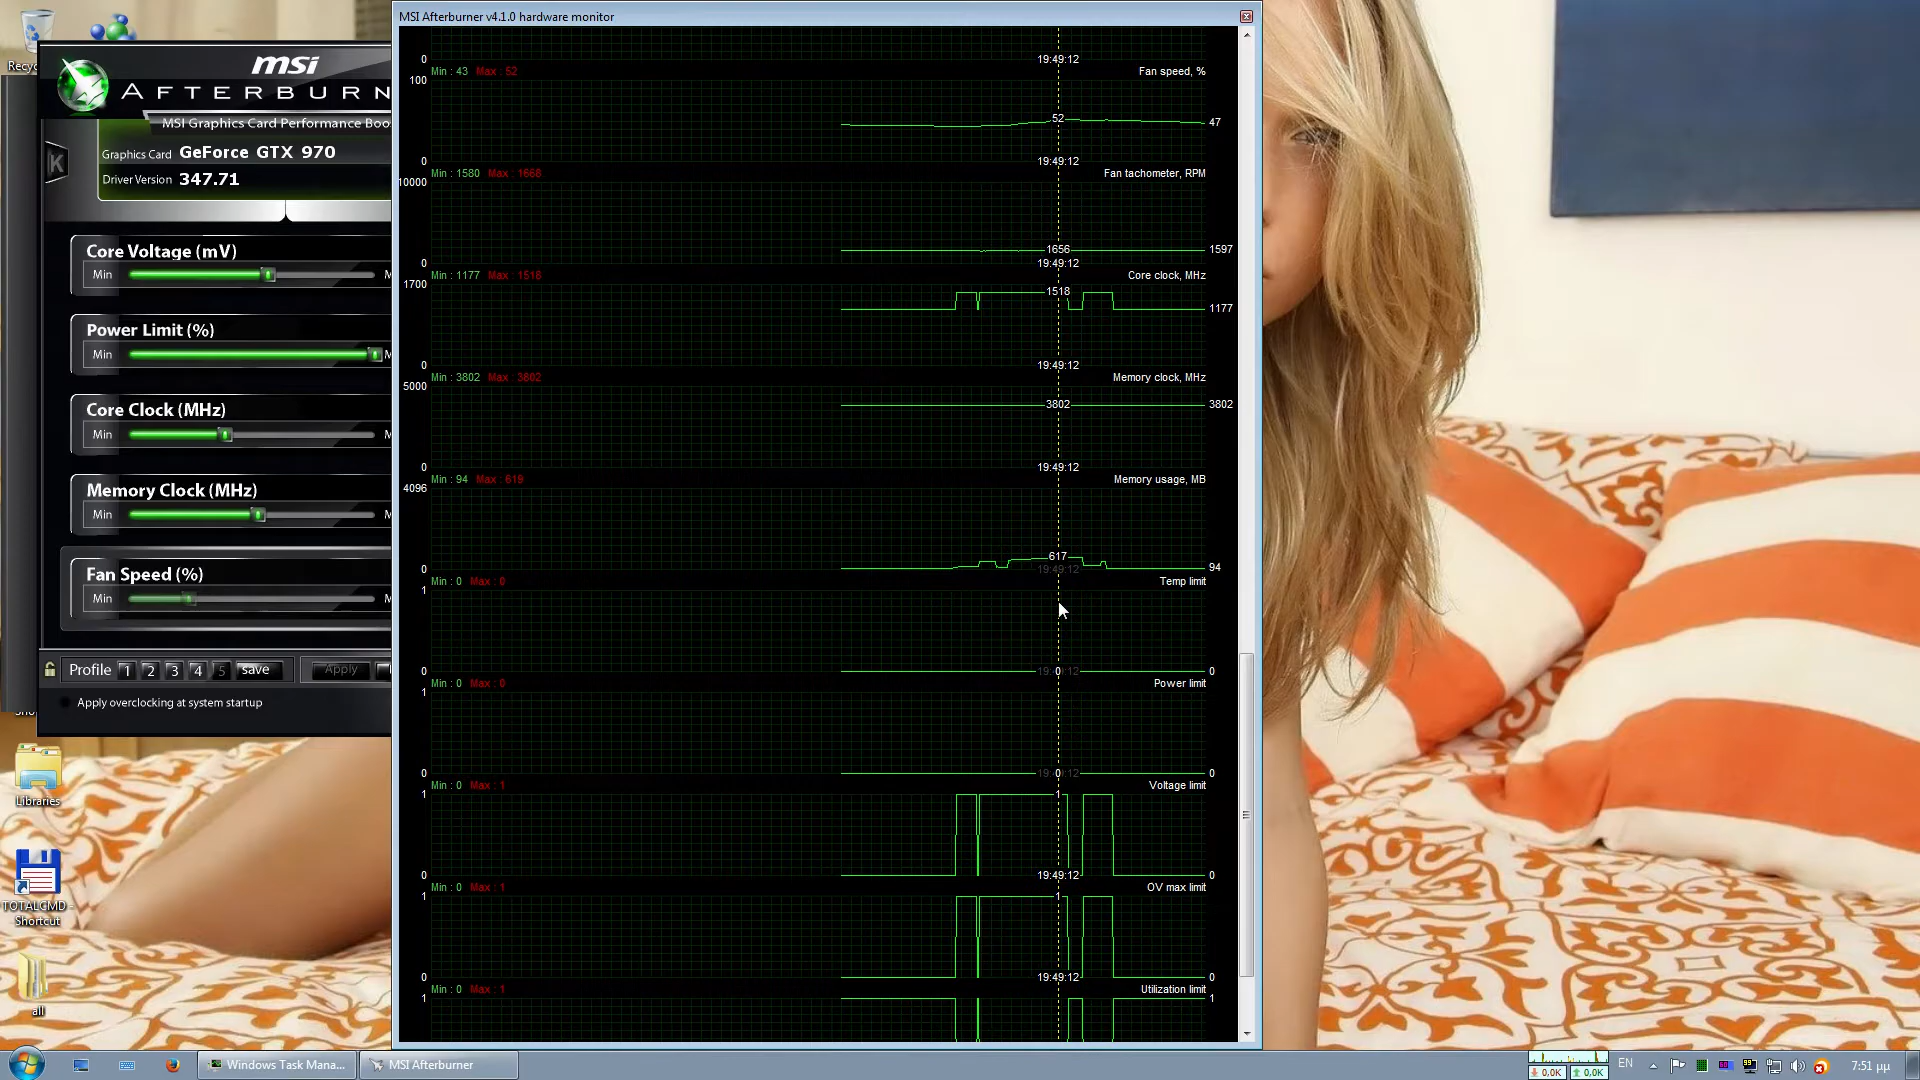 MSI Afterburner v4.1.0 hardware monitor
Recyc
msi
AFTERBURN
MSI Graphics Card Performance Boo
Graphics Card GeForce GTX 970
Driver Version 347.71
K
Core Voltage (mV)
Min
M
Power Limit (%)
Min
M
Core Clock (MHz)
Min
M
Memory Clock (MHz)
Min
M
Fan Speed (%)
Min
M
Profile 1 2 3 4 5 save Apply
Apply overclocking at system startup
0 19:49:12
Min : 43 Max : 52 Fan speed, %
100
52 47
0 19:49:12
Min : 1580 Max : 1668 Fan tachometer, RPM
10000
1656 1597
0 19:49:12
Min : 1177 Max : 1518 Core clock, MHz
1700
1518
1177
0 19:49:12
Min : 3802 Max : 3802 Memory clock, MHz
5000
3802 3802
0 19:49:12
Min : 94 Max : 619 Memory usage, MB
4096
617
0 19:49:12 94
Min : 0 Max : 0 Temp limit
1
0 0 0
Min : 0 Max : 0 Power limit
1
0 0 0
Min : 0 Max : 1 Voltage limit
1 1
0 19:49:12 0
Min : 0 Max : 1 OV max limit
1 1
0 19:49:12 0
Min : 0 Max : 1 Utilization limit
1 1
Libraries
TOTALCMD -
Shortcut
all
Windows Task Mana...
MSI Afterburner
0,0K 0,0K
EN
7:51 μμ